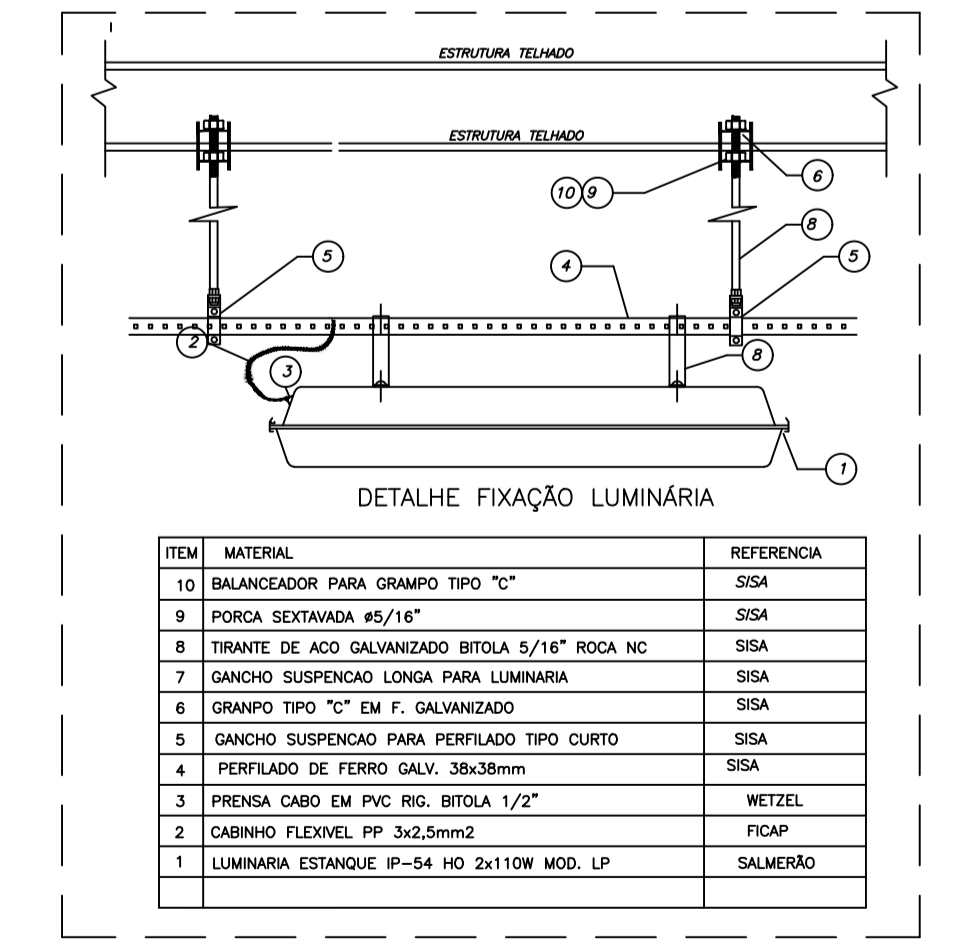 ESTRUTURA TELHADO
ESTRUTURA TELHADO
10 9
6
8
5
4
5
2
3
8
1
DETALHE FIXAÇÃO LUMINÁRIA
ITEM MATERIAL REFERENCIA
10 BALANCEADOR PARA GRAMPO TIPO "C" SISA
9 PORCA SEXTAVADA ø5/16" SISA
8 TIRANTE DE ACO GALVANIZADO BITOLA 5/16" ROCA NC SISA
7 GANCHO SUSPENCAO LONGA PARA LUMINARIA SISA
6 GRANPO TIPO "C" EM F. GALVANIZADO SISA
5 GANCHO SUSPENCAO PARA PERFILADO TIPO CURTO SISA
4 PERFILADO DE FERRO GALV. 38x38mm SISA
3 PRENSA CABO EM PVC RIG. BITOLA 1/2" WETZEL
2 CABINHO FLEXIVEL PP 3x2,5mm2 FICAP
1 LUMINARIA ESTANQUE IP-54 HO 2x110W MOD. LP SALMERÃO